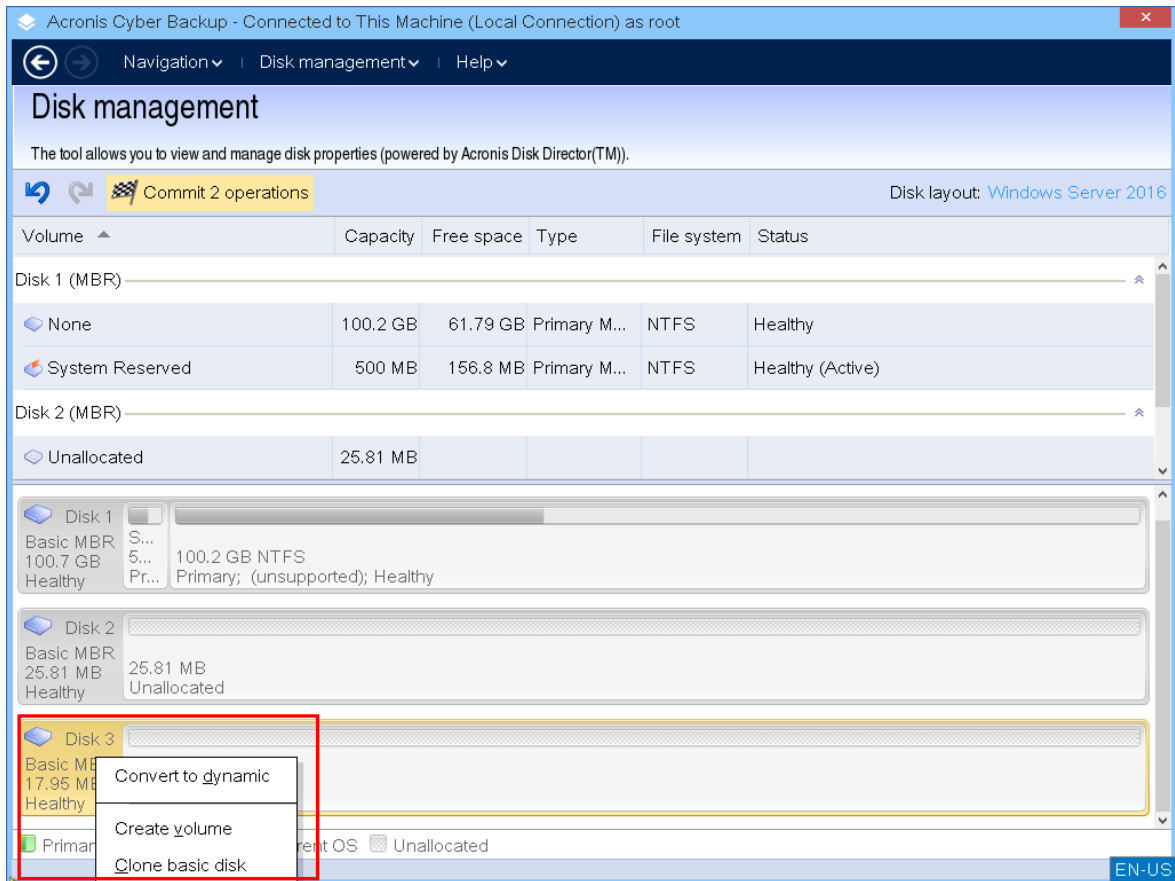 Acronis Cyber Backup - Connected to This Machine (Local Connection) as root
Navigation Disk management Help
Disk management
The tool allows you to view and manage disk properties (powered by Acronis Disk Director(TM)).
Commit 2 operations Disk layout: Windows Server 2016
Volume Capacity Free space Type File system Status
Disk 1 (MBR)
None 100.2 GB 61.79 GB Primary M... NTFS Healthy
System Reserved 500 MB 156.8 MB Primary M... NTFS Healthy (Active)
Disk 2 (MBR)
Unallocated 25.81 MB
Disk 1
Basic MBR
100.7 GB
Healthy
S...
5...
Pr...
100.2 GB NTFS
Primary; (unsupported); Healthy
Disk 2
Basic MBR
25.81 MB
Healthy
25.81 MB
Unallocated
Disk 3
Basic
17.95
Healthy
Convert to dynamic
Create volume
Clone basic disk
OS Unallocated
EN-US